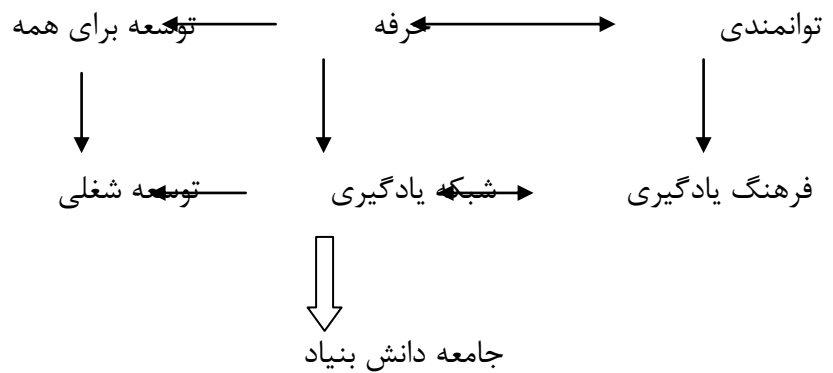 توانمندی حرفه توسعه برای همه
فرهنگ یادگیری شبکه یادگیری توسعه شغلی
جامعه دانش بنیاد